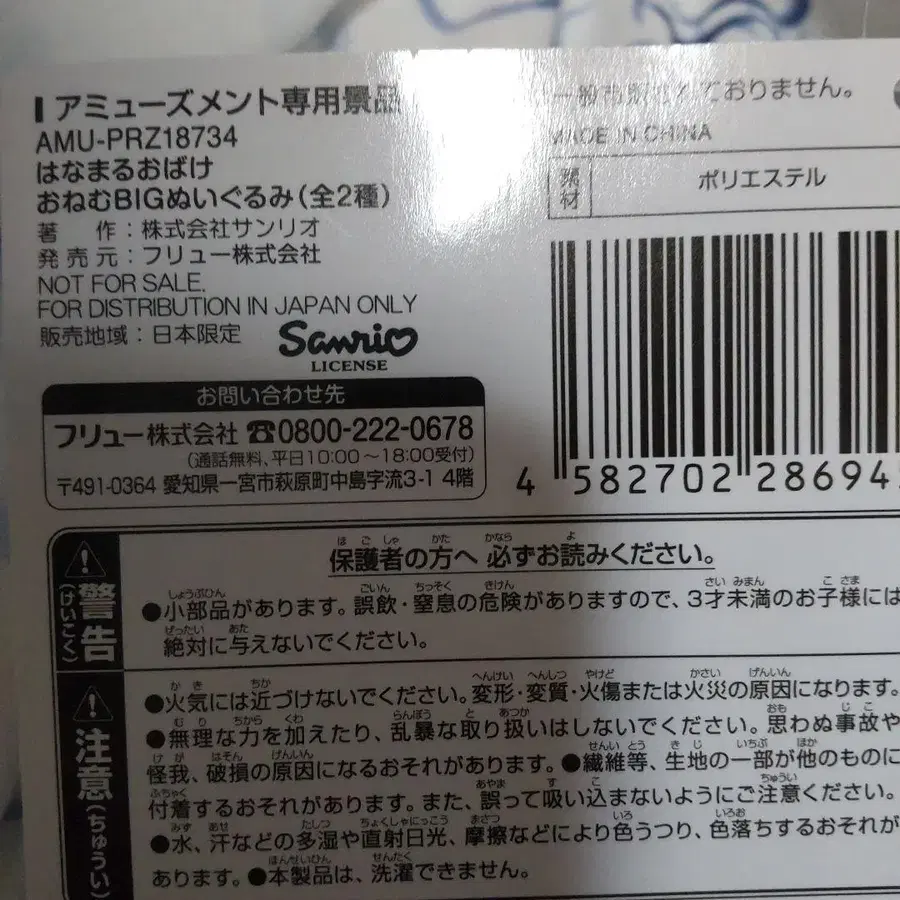 アミューズメント専用景品
AMU-PRZ18734
はなまるおばけ
おねむBIGぬいぐるみ(全2種)
著 作:株式会社サンリオ
発売元:フリュー株式会社
NOT FOR SALE.
FOR DISTRIBUTION IN JAPAN ONLY
販売地域:日本限定
Sanrio
LICENSE
一般市販されておりません。
MADE IN CHINA
素材
ポリエステル
4 582702 28694
お問い合わせ先
フリュー株式会社 ☎0800-222-0678
(通話無料、平日10:00～18:00受付)
〒491-0364 愛知県一宮市萩原町中島字流3-1 4階
警告(けいこく)
保護者の方へ 必ずお読みください。
●小部品があります。誤飲・窒息の危険がありますので、3才未満のお子様には
絶対に与えないでください。
注意(ちゅうい)
●火気には近づけないでください。変形・変質・火傷または火災の原因になります。
●無理な力を加えたり、乱暴な取り扱いはしないでください。思わぬ事故や
怪我、破損の原因になるおそれがあります。●繊維等、生地の一部が他のものに
付着するおそれがあります。また、誤って吸い込まないようにご注意ください。
●水、汗などの多湿や直射日光、摩擦などにより色うつり、色落ちするおそれが
あります。●本製品は、洗濯できません。